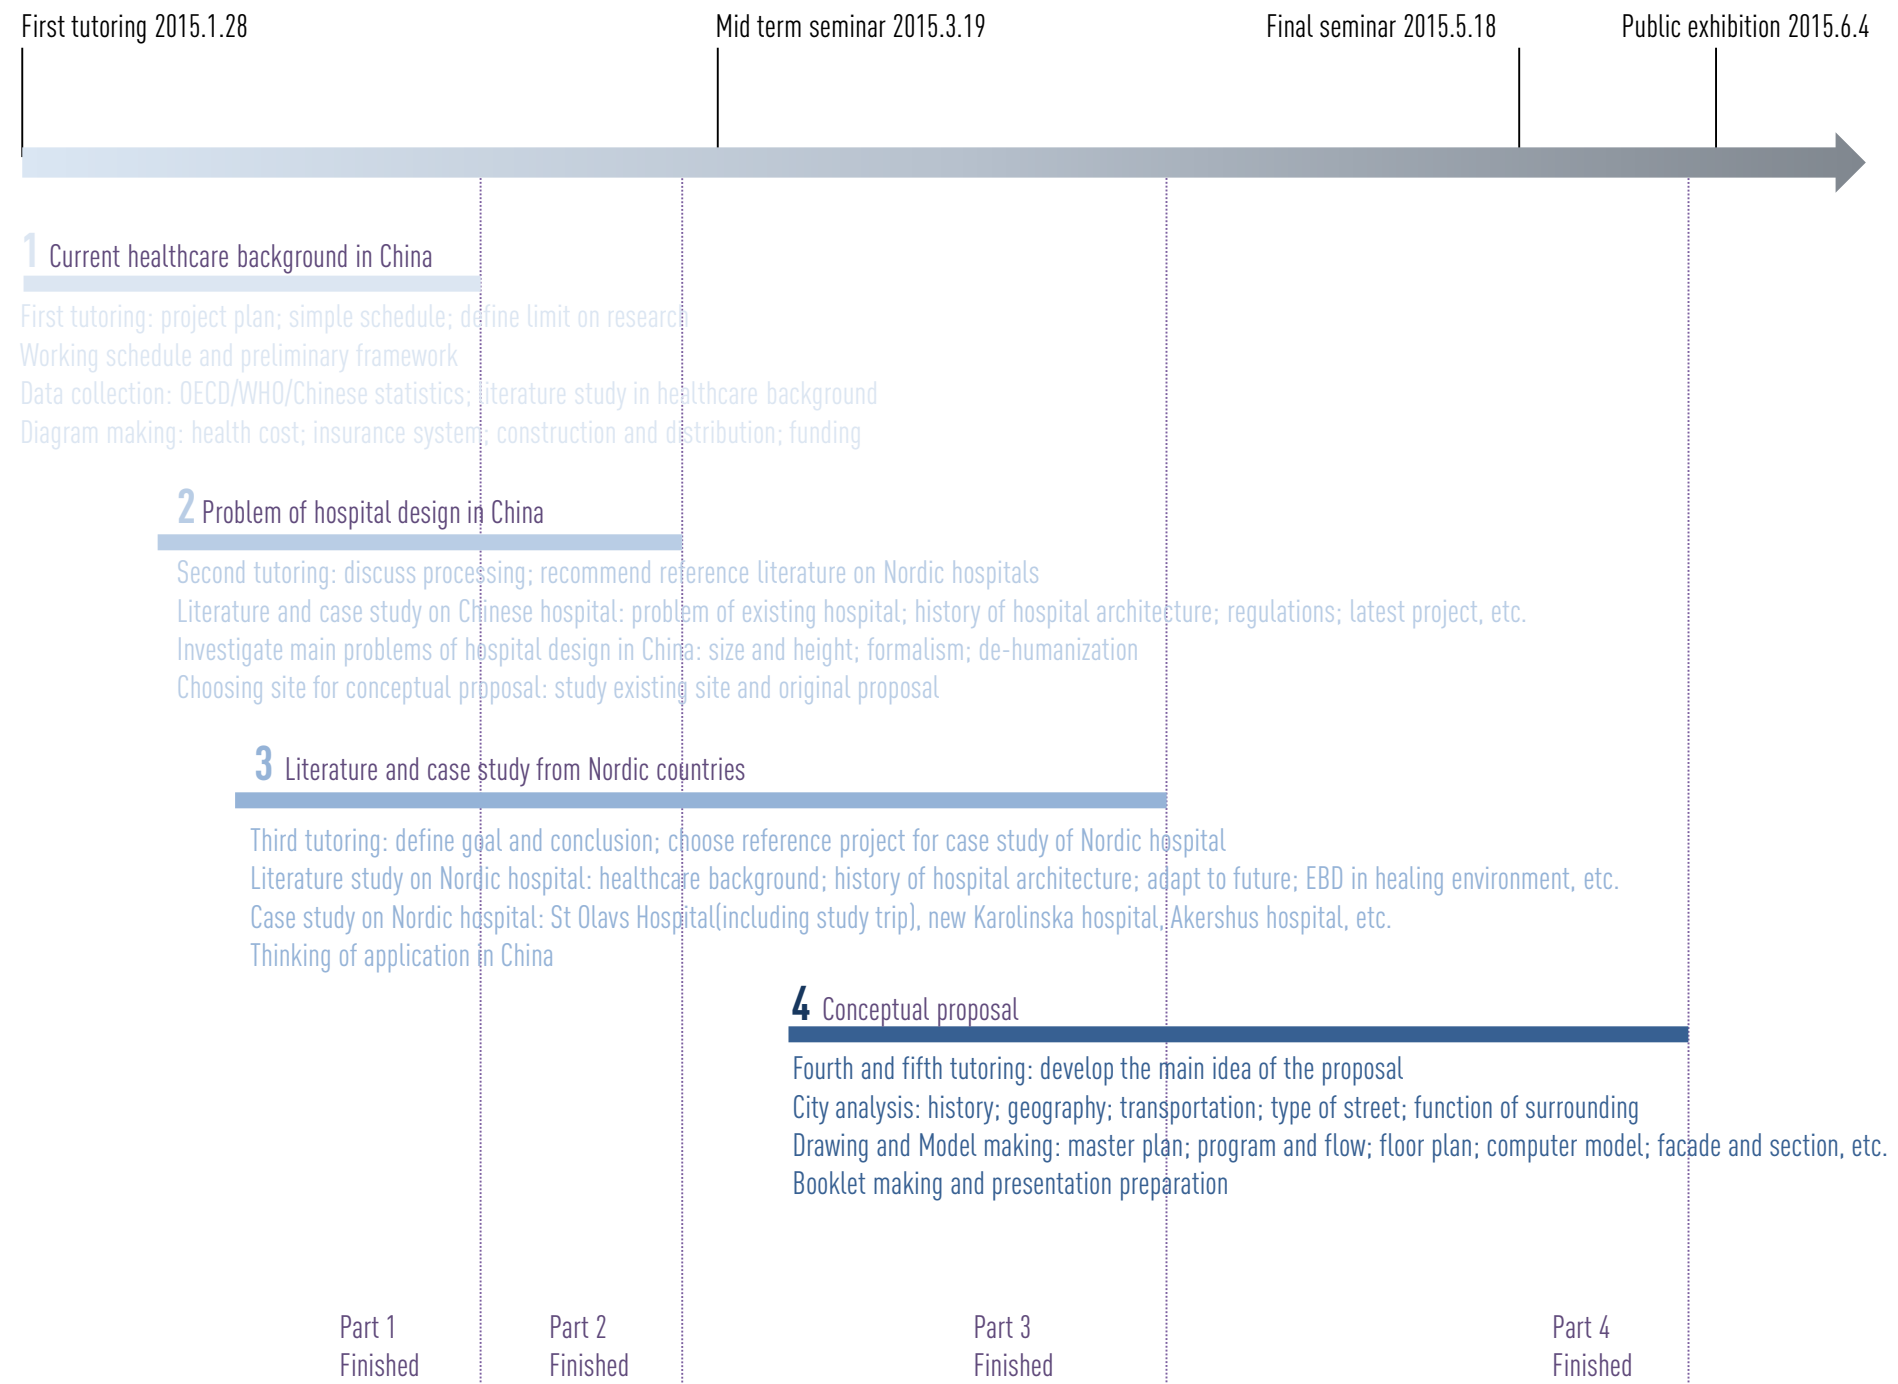 First tutoring 2015.1.28
Mid term seminar 2015.3.19
Final seminar 2015.5.18
Public exhibition 2015.6.4
1 Current healthcare background in China
First tutoring: project plan; simple schedule; define limit on research
Working schedule and preliminary framework
Data collection: OECD/WHO/Chinese statistics; literature study in healthcare background
Diagram making: health cost; insurance system; construction and distribution; funding
2 Problem of hospital design in China
Second tutoring: discuss processing; recommend reference literature on Nordic hospitals
Literature and case study on Chinese hospital: problem of existing hospital; history of hospital architecture; regulations; latest project, etc.
Investigate main problems of hospital design in China: size and height; formalism; de-humanization
Choosing site for conceptual proposal: study existing site and original proposal
3 Literature and case study from Nordic countries
Third tutoring: define goal and conclusion; choose reference project for case study of Nordic hospital
Literature study on Nordic hospital: healthcare background; history of hospital architecture; adapt to future; EBD in healing environment, etc.
Case study on Nordic hospital: St Olavs Hospital(including study trip), new Karolinska hospital, Akershus hospital, etc.
Thinking of application in China
4 Conceptual proposal
Fourth and fifth tutoring: develop the main idea of the proposal
City analysis: history; geography; transportation; type of street; function of surrounding
Drawing and Model making: master plan; program and flow; floor plan; computer model; facade and section, etc.
Booklet making and presentation preparation
Part 1
Finished
Part 2
Finished
Part 3
Finished
Part 4
Finished